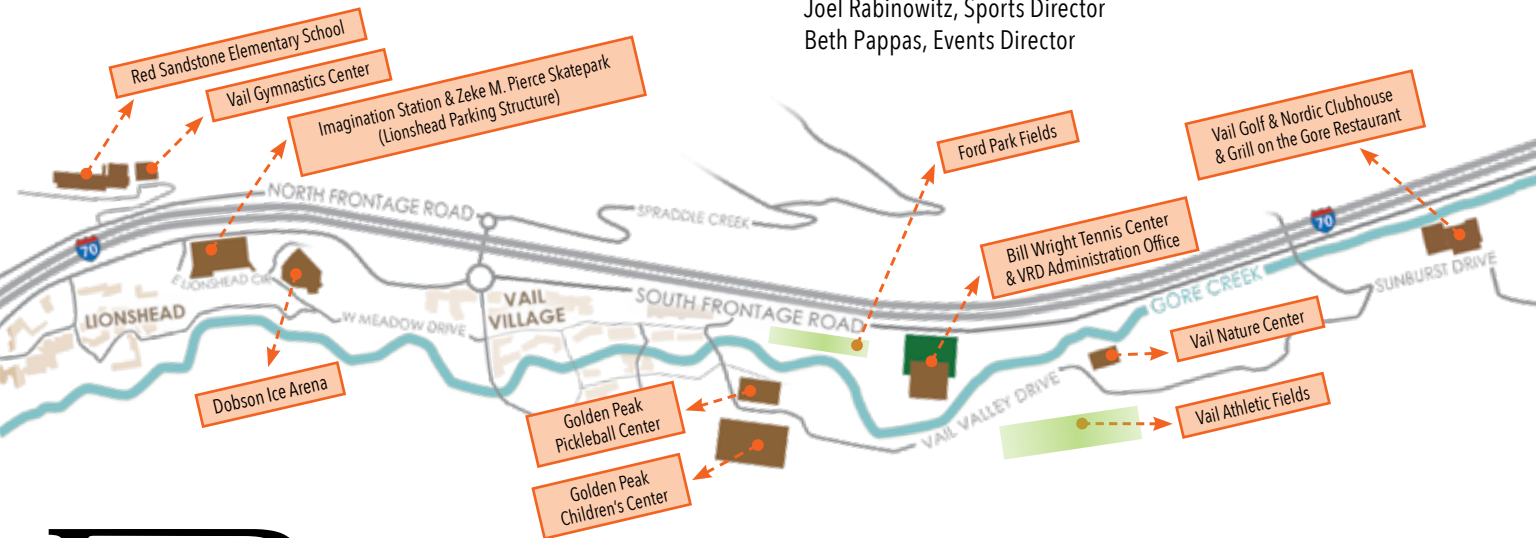 Joel Rabinowitz, Sports Director
Beth Pappas, Events Director
Red Sandstone Elementary School
Vail Gymnastics Center
Imagination Station & Zeke M. Pierce Skatepark
(Lionshead Parking Structure)
Ford Park Fields
Vail Golf & Nordic Clubhouse
& Grill on the Gore Restaurant
Bill Wright Tennis Center
& VRD Administration Office
NORTH FRONTAGE ROAD
SPRADDLE CREEK
70
70
E LIONSHEAD CIR
LIONSHEAD
W MEADOW DRIVE
VAIL
VILLAGE
SOUTH FRONTAGE ROAD
GORE CREEK
SUNBURST DRIVE
Vail Nature Center
Dobson Ice Arena
Golden Peak
Pickleball Center
VAIL VALLEY DRIVE
Vail Athletic Fields
Golden Peak
Children's Center